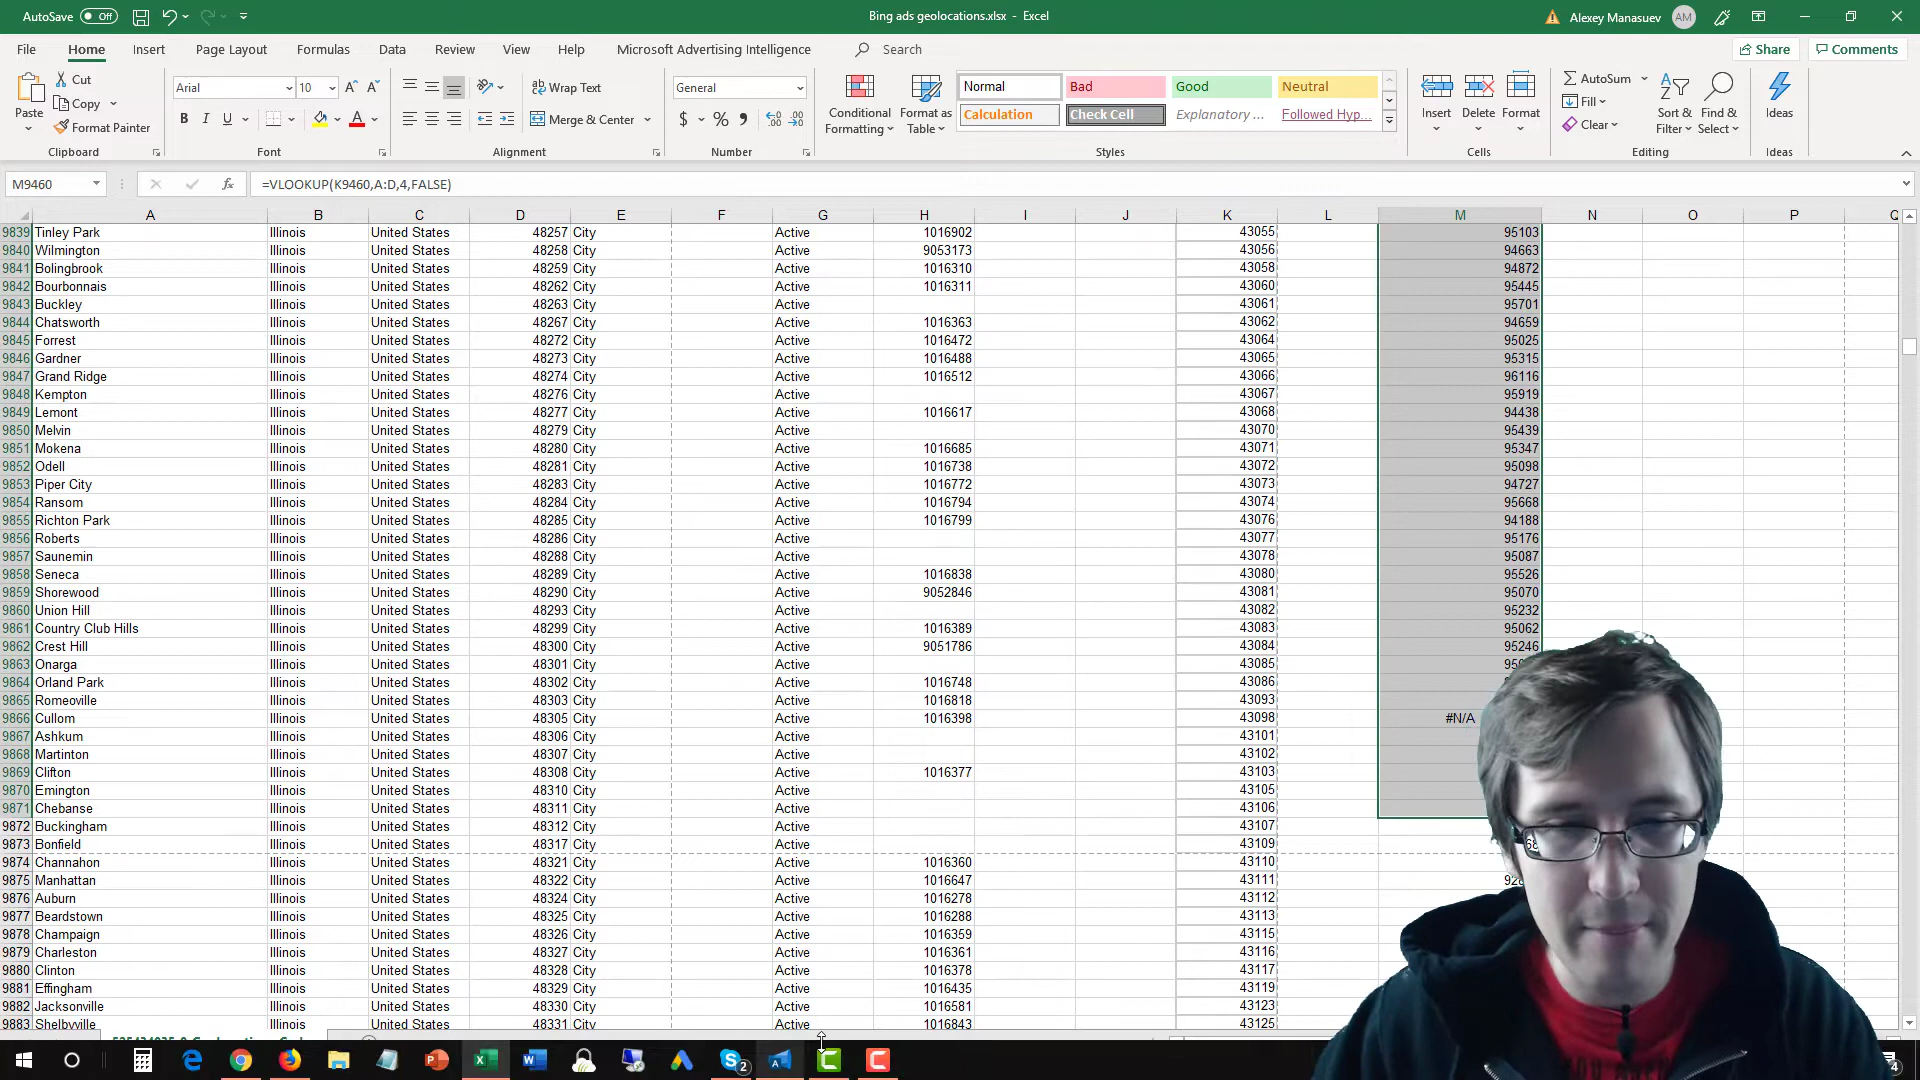 AutoSave Off Bing ads geolocations.xlsx - Excel Alexey Manasuev AM
File Home Insert Page Layout Formulas Data Review View Help Microsoft Advertising Intelligence Search Share Comments
Cut Arial 10 Wrap Text General Normal Bad Good Neutral AutoSum
Copy Fill
Paste Format Painter B I U Merge & Center $ % Conditional Formatting Format as Table Calculation Check Cell Explanatory ... Followed Hyp... Insert Delete Format Clear Sort & Filter Find & Select Ideas
Clipboard Font Alignment Number Styles Cells Editing Ideas
M9460 fx =VLOOKUP(K9460,A:D,4,FALSE)
A B C D E F G H I J K L M N O P Q
9839 Tinley Park Illinois United States 48257 City Active 1016902 43055 95103
9840 Wilmington Illinois United States 48258 City Active 9053173 43056 94663
9841 Bolingbrook Illinois United States 48259 City Active 1016310 43058 94872
9842 Bourbonnais Illinois United States 48262 City Active 1016311 43060 95445
9843 Buckley Illinois United States 48263 City Active 43061 95701
9844 Chatsworth Illinois United States 48267 City Active 1016363 43062 94659
9845 Forrest Illinois United States 48272 City Active 1016472 43064 95025
9846 Gardner Illinois United States 48273 City Active 1016488 43065 95315
9847 Grand Ridge Illinois United States 48274 City Active 1016512 43066 96116
9848 Kempton Illinois United States 48276 City Active 43067 95919
9849 Lemont Illinois United States 48277 City Active 1016617 43068 94438
9850 Melvin Illinois United States 48279 City Active 43070 95439
9851 Mokena Illinois United States 48280 City Active 1016685 43071 95347
9852 Odell Illinois United States 48281 City Active 1016738 43072 95098
9853 Piper City Illinois United States 48283 City Active 1016772 43073 94727
9854 Ransom Illinois United States 48284 City Active 1016794 43074 95668
9855 Richton Park Illinois United States 48285 City Active 1016799 43076 94188
9856 Roberts Illinois United States 48286 City Active 43077 95176
9857 Saunemin Illinois United States 48288 City Active 43078 95087
9858 Seneca Illinois United States 48289 City Active 1016838 43080 95526
9859 Shorewood Illinois United States 48290 City Active 9052846 43081 95070
9860 Union Hill Illinois United States 48293 City Active 43082 95232
9861 Country Club Hills Illinois United States 48299 City Active 1016389 43083 95062
9862 Crest Hill Illinois United States 48300 City Active 9051786 43084 95246
9863 Onarga Illinois United States 48301 City Active 43085
9864 Orland Park Illinois United States 48302 City Active 1016748 43086
9865 Romeoville Illinois United States 48303 City Active 1016818 43093
9866 Cullom Illinois United States 48305 City Active 1016398 43098 #N/A
9867 Ashkum Illinois United States 48306 City Active 43101
9868 Martinton Illinois United States 48307 City Active 43102
9869 Clifton Illinois United States 48308 City Active 1016377 43103
9870 Emington Illinois United States 48310 City Active 43105
9871 Chebanse Illinois United States 48311 City Active 43106
9872 Buckingham Illinois United States 48312 City Active 43107
9873 Bonfield Illinois United States 48317 City Active 43109
9874 Channahon Illinois United States 48321 City Active 1016360 43110
9875 Manhattan Illinois United States 48322 City Active 1016647 43111
9876 Auburn Illinois United States 48324 City Active 1016278 43112
9877 Beardstown Illinois United States 48325 City Active 1016288 43113
9878 Champaign Illinois United States 48326 City Active 1016359 43115
9879 Charleston Illinois United States 48327 City Active 1016361 43116
9880 Clinton Illinois United States 48328 City Active 1016378 43117
9881 Effingham Illinois United States 48329 City Active 1016435 43119
9882 Jacksonville Illinois United States 48330 City Active 1016581 43123
9883 Shelbyville Illinois United States 48331 City Active 1016843 43125